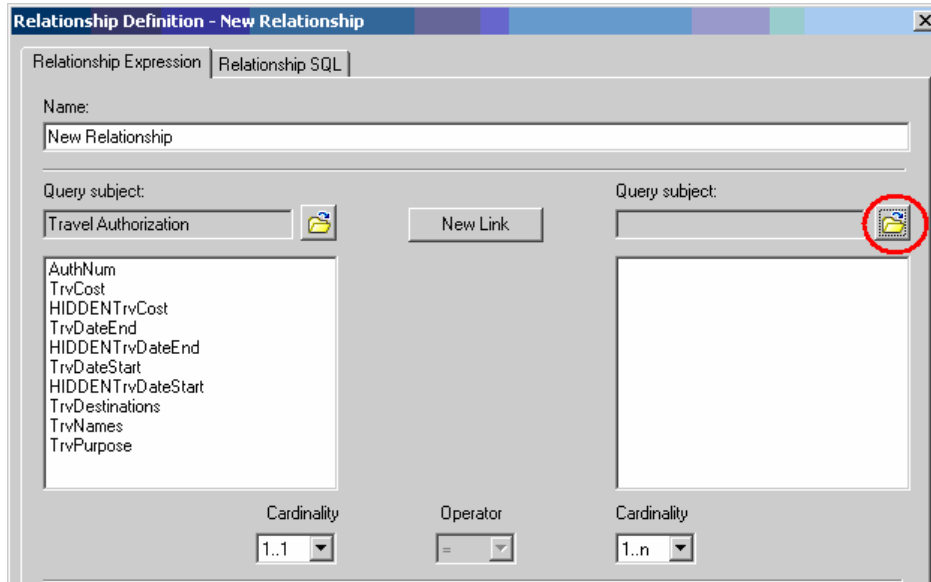 Relationship Definition - New Relationship
Relationship Expression Relationship SQL
Name:
New Relationship
Query subject: Query subject:
Travel Authorization New Link
AuthNum
TrvCost
HIDDENTrvCost
TrvDateEnd
HIDDENTrvDateEnd
TrvDateStart
HIDDENTrvDateStart
TrvDestinations
TrvNames
TrvPurpose
Cardinality Operator Cardinality
1..1 = 1..n